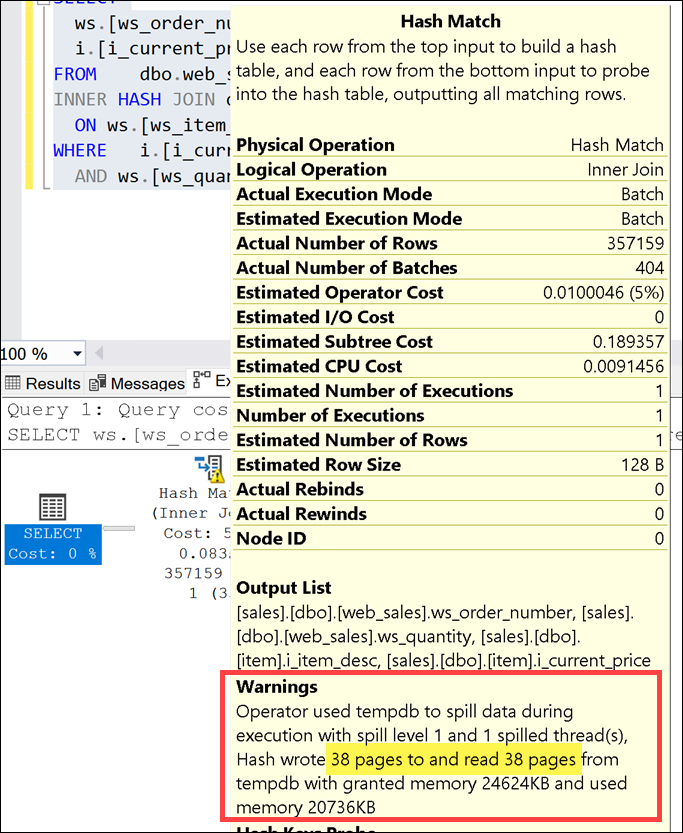 SELECT
ws.[ws_order_nu
i.[i_current_pr
FROM dbo.web_s
INNER HASH JOIN
ON ws.[ws_item_
WHERE i.[i_curr
AND ws.[ws_quan
100 %
Results Messages Ex
Query 1: Query cos
SELECT ws.[ws_orde
SELECT
Cost: 0 %
Hash Ma
(Inner Jo
Cost: 5
0.083
357159
1 (3
Hash Match
Use each row from the top input to build a hash
table, and each row from the bottom input to probe
into the hash table, outputting all matching rows.
Physical Operation Hash Match
Logical Operation Inner Join
Actual Execution Mode Batch
Estimated Execution Mode Batch
Actual Number of Rows 357159
Actual Number of Batches 404
Estimated Operator Cost 0.0100046 (5%)
Estimated I/O Cost 0
Estimated Subtree Cost 0.189357
Estimated CPU Cost 0.0091456
Estimated Number of Executions 1
Number of Executions 1
Estimated Number of Rows 1
Estimated Row Size 128 B
Actual Rebinds 0
Actual Rewinds 0
Node ID 0
Output List
[sales].[dbo].[web_sales].ws_order_number, [sales].
[dbo].[web_sales].ws_quantity, [sales].[dbo].
[item].i_item_desc, [sales].[dbo].[item].i_current_price
Warnings
Operator used tempdb to spill data during
execution with spill level 1 and 1 spilled thread(s),
Hash wrote 38 pages to and read 38 pages from
tempdb with granted memory 24624KB and used
memory 20736KB
Hash Keys Probe